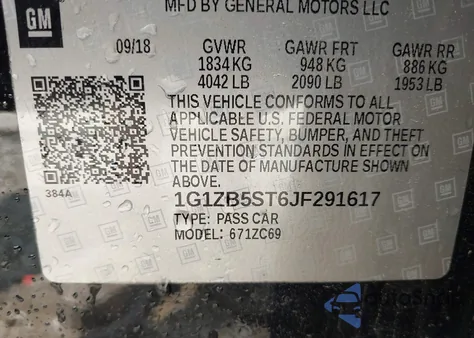 MFD BY GENERAL MOTORS LLC
GM
09/18 GVWR GAWR FRT GAWR RR
1834 KG 948 KG 886 KG
4042 LB 2090 LB 1953 LB
THIS VEHICLE CONFORMS TO ALL
APPLICABLE U.S. FEDERAL MOTOR
VEHICLE SAFETY, BUMPER, AND THEFT
PREVENTION STANDARDS IN EFFECT ON
THE DATE OF MANUFACTURE SHOWN
ABOVE.
384A
1G1ZB5ST6JF291617
TYPE: PASS CAR
MODEL: 671ZC69
GM